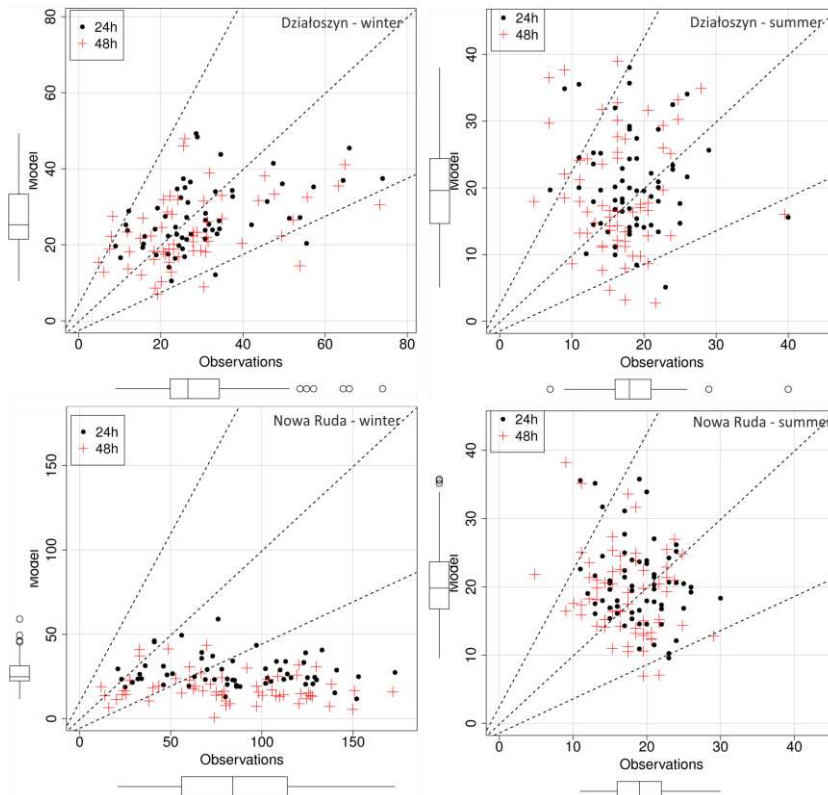 Działoszyn - winter
24h
48h
80
60
40
20
0
Model
0 20 40 60 80
Observations
Działoszyn - summer
24h
48h
40
30
20
10
0
Model
0 10 20 30 40
Observations
Nowa Ruda - winter
24h
48h
150
100
50
0
Model
0 50 100 150
Observations
Nowa Ruda - summer
24h
48h
40
30
20
10
0
Model
0 10 20 30 40
Observations